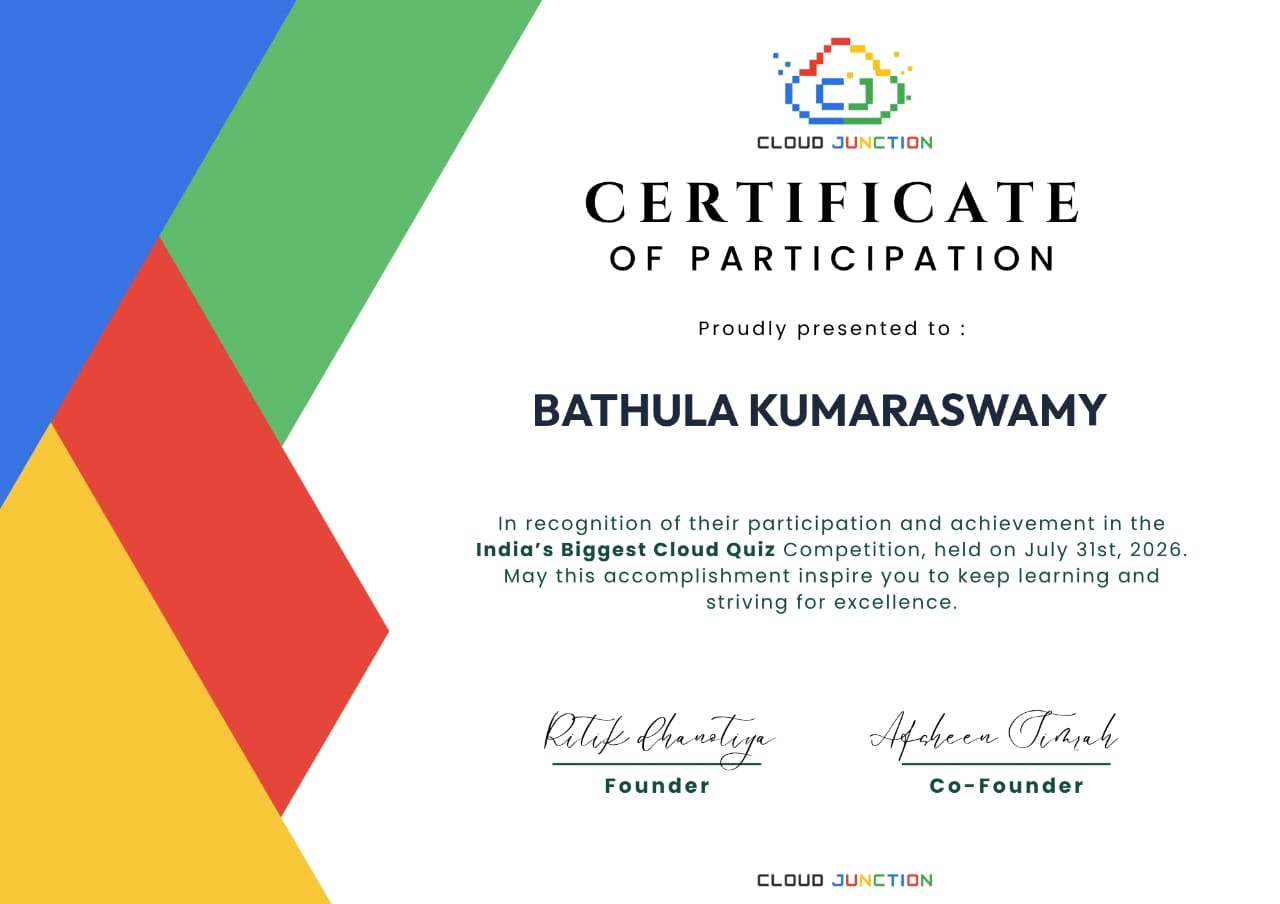 CLOUD JUNCTION
CERTIFICATE
OF PARTICIPATION
Proudly presented to :
BATHULA KUMARASWAMY
In recognition of their participation and achievement in the
India's Biggest Cloud Quiz Competition, held on July 31st, 2026.
May this accomplishment inspire you to keep learning and
striving for excellence.
Ritik Dhanotiya Afsheen Timrah
Founder Co-Founder
CLOUD JUNCTION